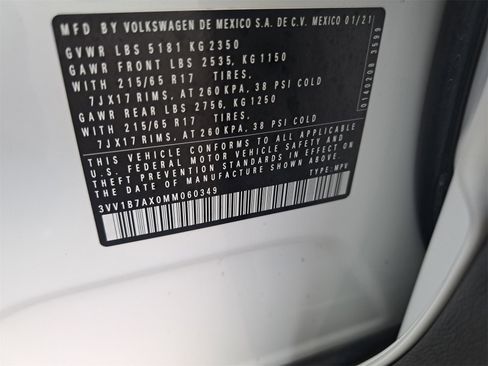 MFD BY VOLKSWAGEN DE MEXICO S.A. DE C.V. MEXICO 01/21
GVWR LBS 5181 KG 2350
GAWR FRONT LBS 2535, KG 1150
WITH 215/65 R17 TIRES.
7JX17 RIMS, AT 260KPA, 38 PSI COLD
GAWR REAR LBS 2756, KG 1250
WITH 215/65 R17 TIRES.
7JX17 RIMS, AT 260 KPA, 38 PSI COLD
THIS VEHICLE CONFORMS TO ALL APPLICABLE
U.S. FEDERAL MOTOR VEHICLE SAFETY AND
THEFT PREVENTION STANDARDS IN EFFECT ON
THE DATE OF MANUFACTURE SHOWN ABOVE.
3VV1B7AX0MM060349 TYPE: MPV
0140208 3599